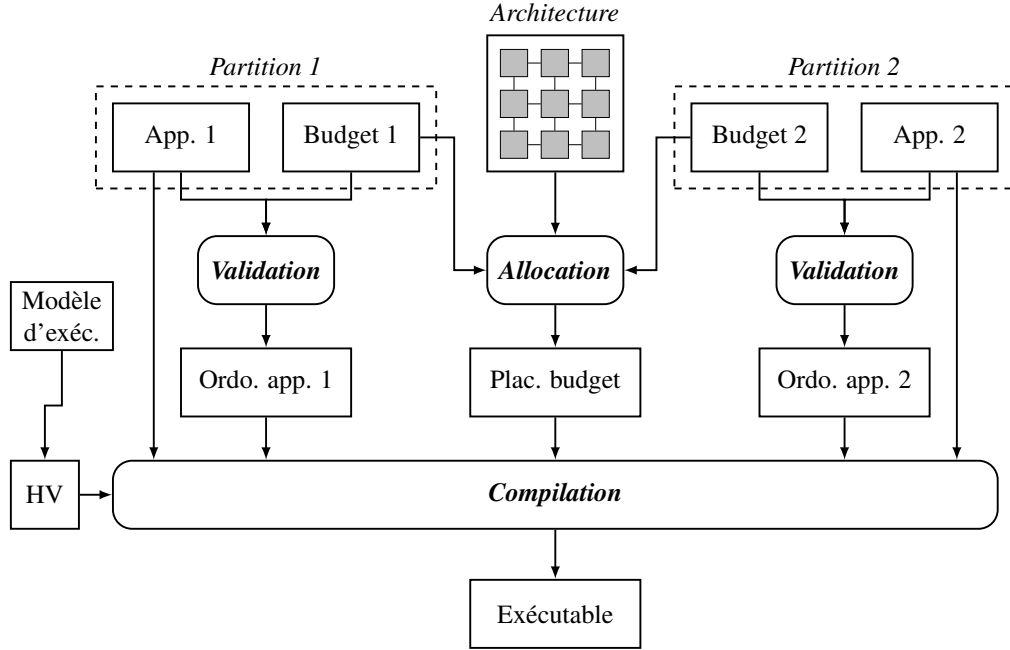 Architecture
Partition 1
Partition 2
App. 1
Budget 1
Budget 2
App. 2
Validation
Allocation
Validation
Modèle
d'exéc.
Ordo. app. 1
Plac. budget
Ordo. app. 2
HV
Compilation
Exécutable